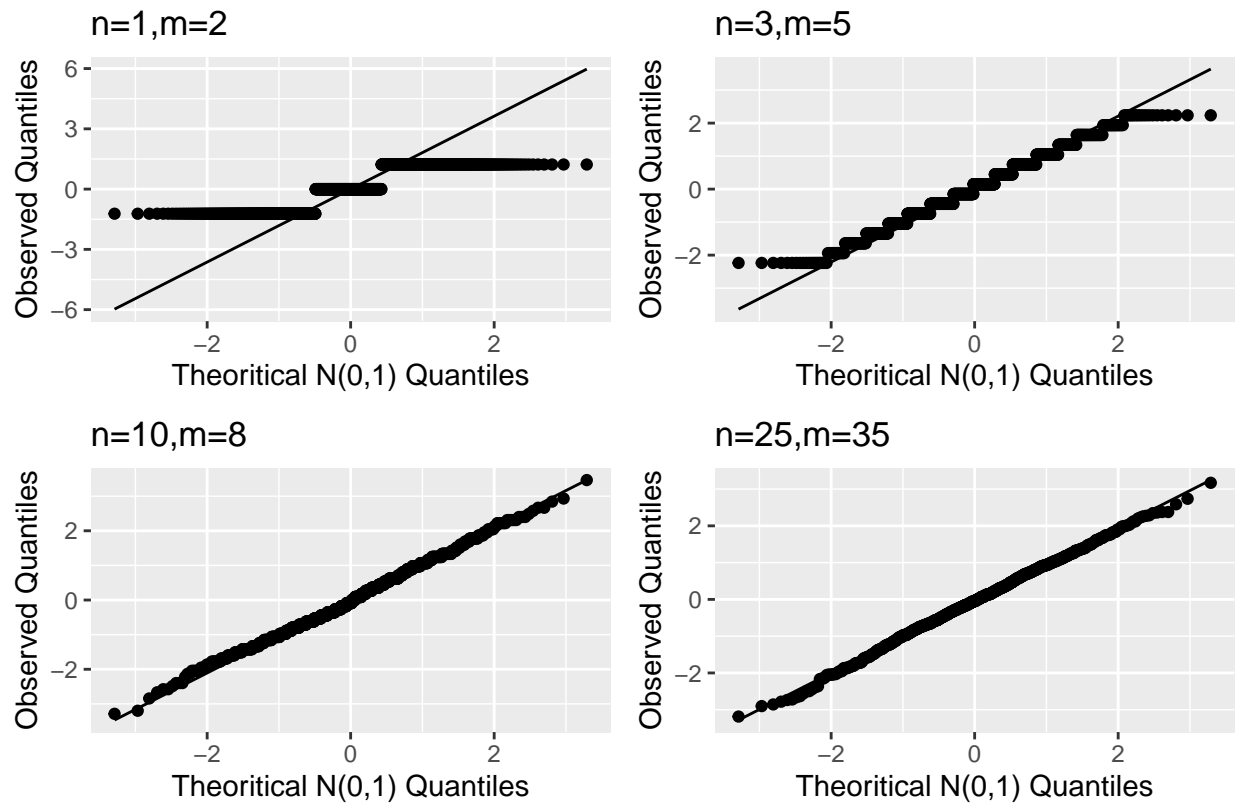 n=1,m=2
6
3
0
−3
−6
−2
0
2
Observed Quantiles
Theoritical N(0,1) Quantiles
n=3,m=5
2
0
−2
−2
0
2
Observed Quantiles
Theoritical N(0,1) Quantiles
n=10,m=8
2
0
−2
−2
0
2
Observed Quantiles
Theoritical N(0,1) Quantiles
n=25,m=35
2
0
−2
−2
0
2
Observed Quantiles
Theoritical N(0,1) Quantiles